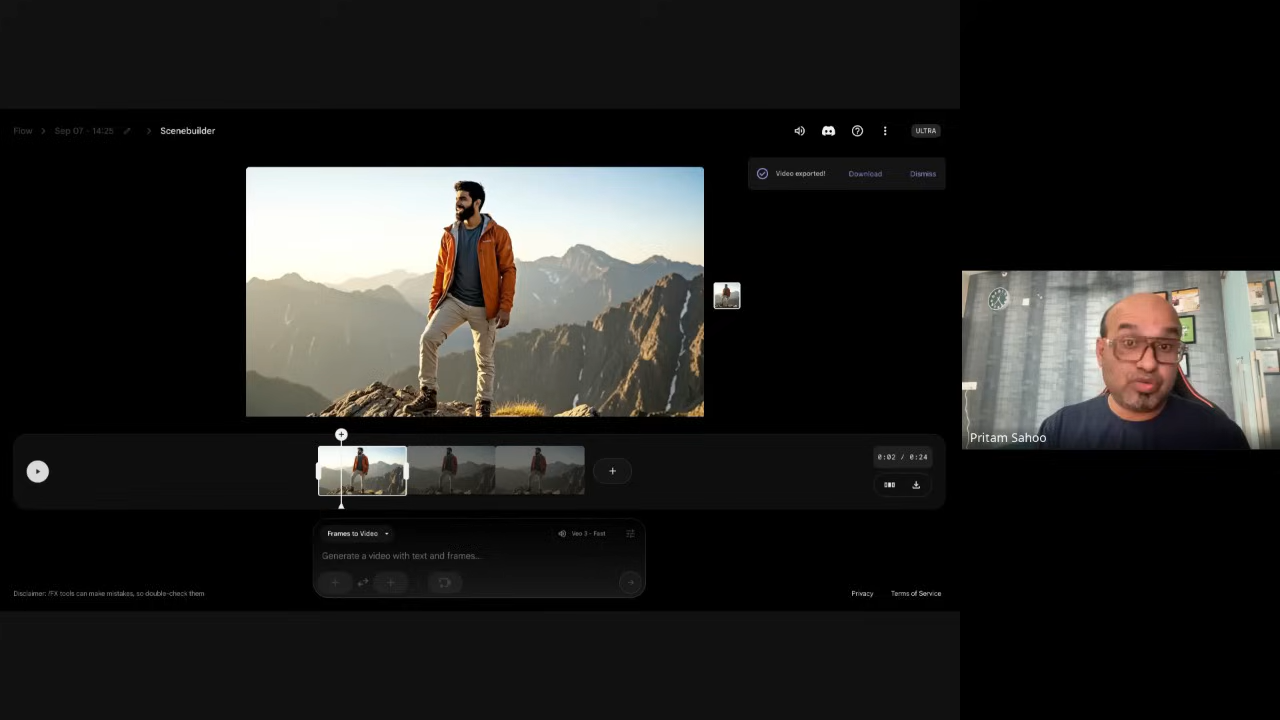 Flow > Sep 07 - 14:25 > Scenebuilder
ULTRA
Video exported! Download Dismiss
0:02 / 0:24
Frames to Video
Veo 3 - Fast
Generate a video with text and frames...
Disclaimer: /FX tools can make mistakes, so double-check them
Privacy Terms of Service
Pritam Sahoo